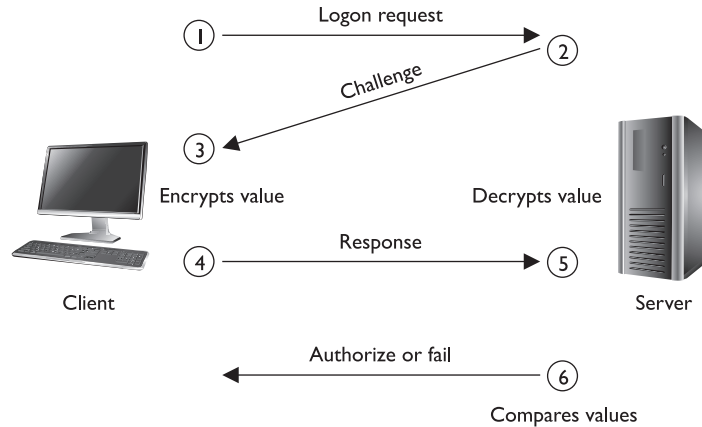 Logon request
1
2
Challenge
3
Encrypts value
Decrypts value
Response
4
5
Client
Server
Authorize or fail
6
Compares values